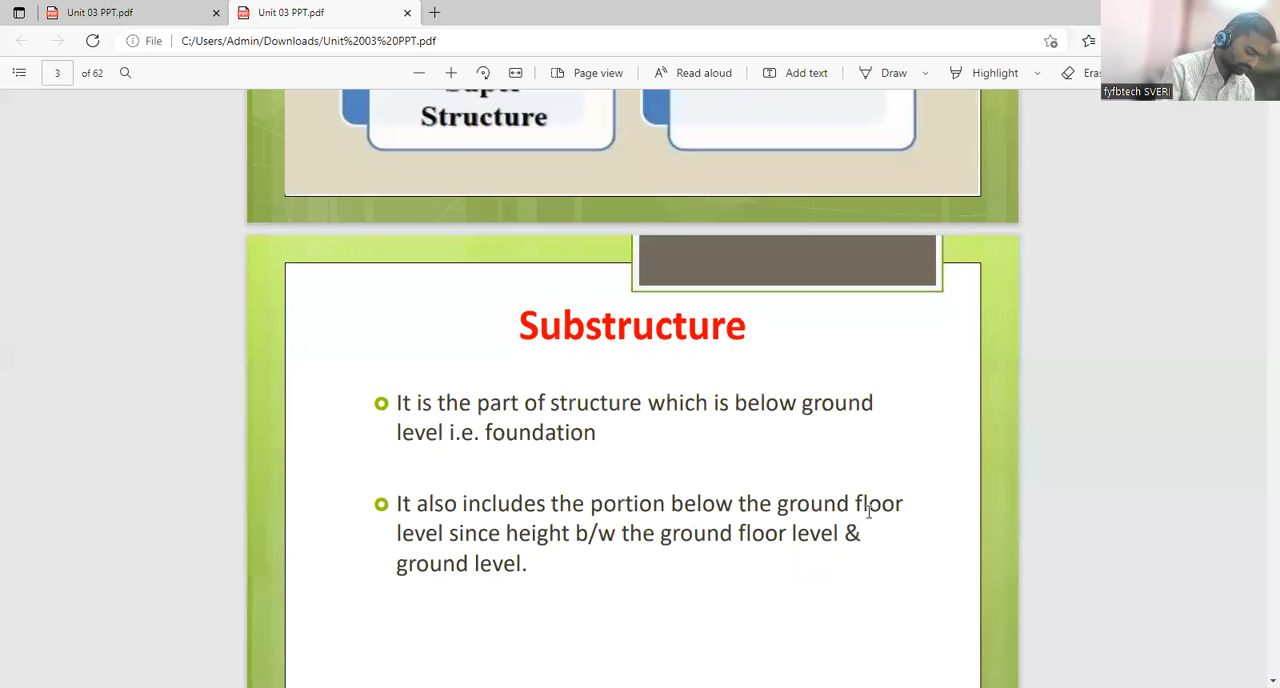 Unit 03 PPT.pdf
Unit 03 PPT.pdf
File
C:/Users/Admin/Downloads/Unit%2003%20PPT.pdf
3
of 62
Page view
Read aloud
Add text
Draw
Highlight
fyfbtech SVERI
Structure
Substructure
It is the part of structure which is below ground
level i.e. foundation
It also includes the portion below the ground floor
level since height b/w the ground floor level &
ground level.